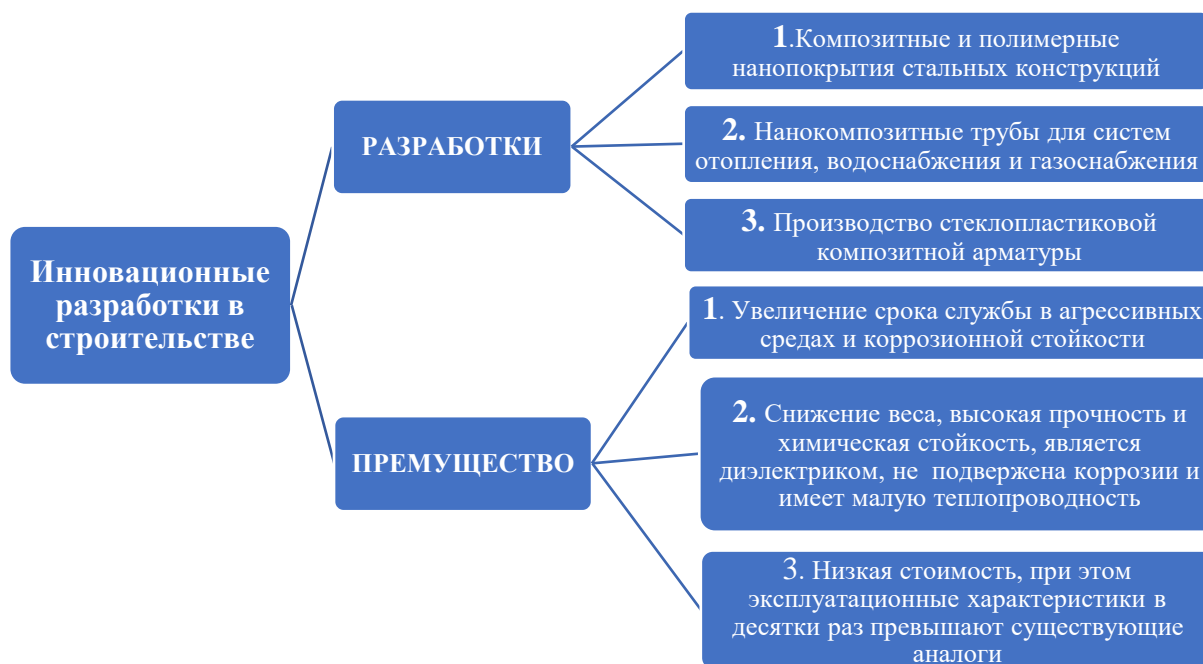 Инновационные
разработки в
строительстве
РАЗРАБОТКИ
1.Композитные и полимерные
нанопокрытия стальных конструкций
2. Нанокомпозитные трубы для систем
отопления, водоснабжения и газоснабжения
3. Производство стеклопластиковой
композитной арматуры
ПРЕМУЩЕСТВО
1. Увеличение срока службы в агрессивных
средах и коррозионной стойкости
2. Снижение веса, высокая прочность и
химическая стойкость, является
диэлектриком, не подвержена коррозии и
имеет малую теплопроводность
3. Низкая стоимость, при этом
эксплуатационные характеристики в
десятки раз превышают существующие
аналоги